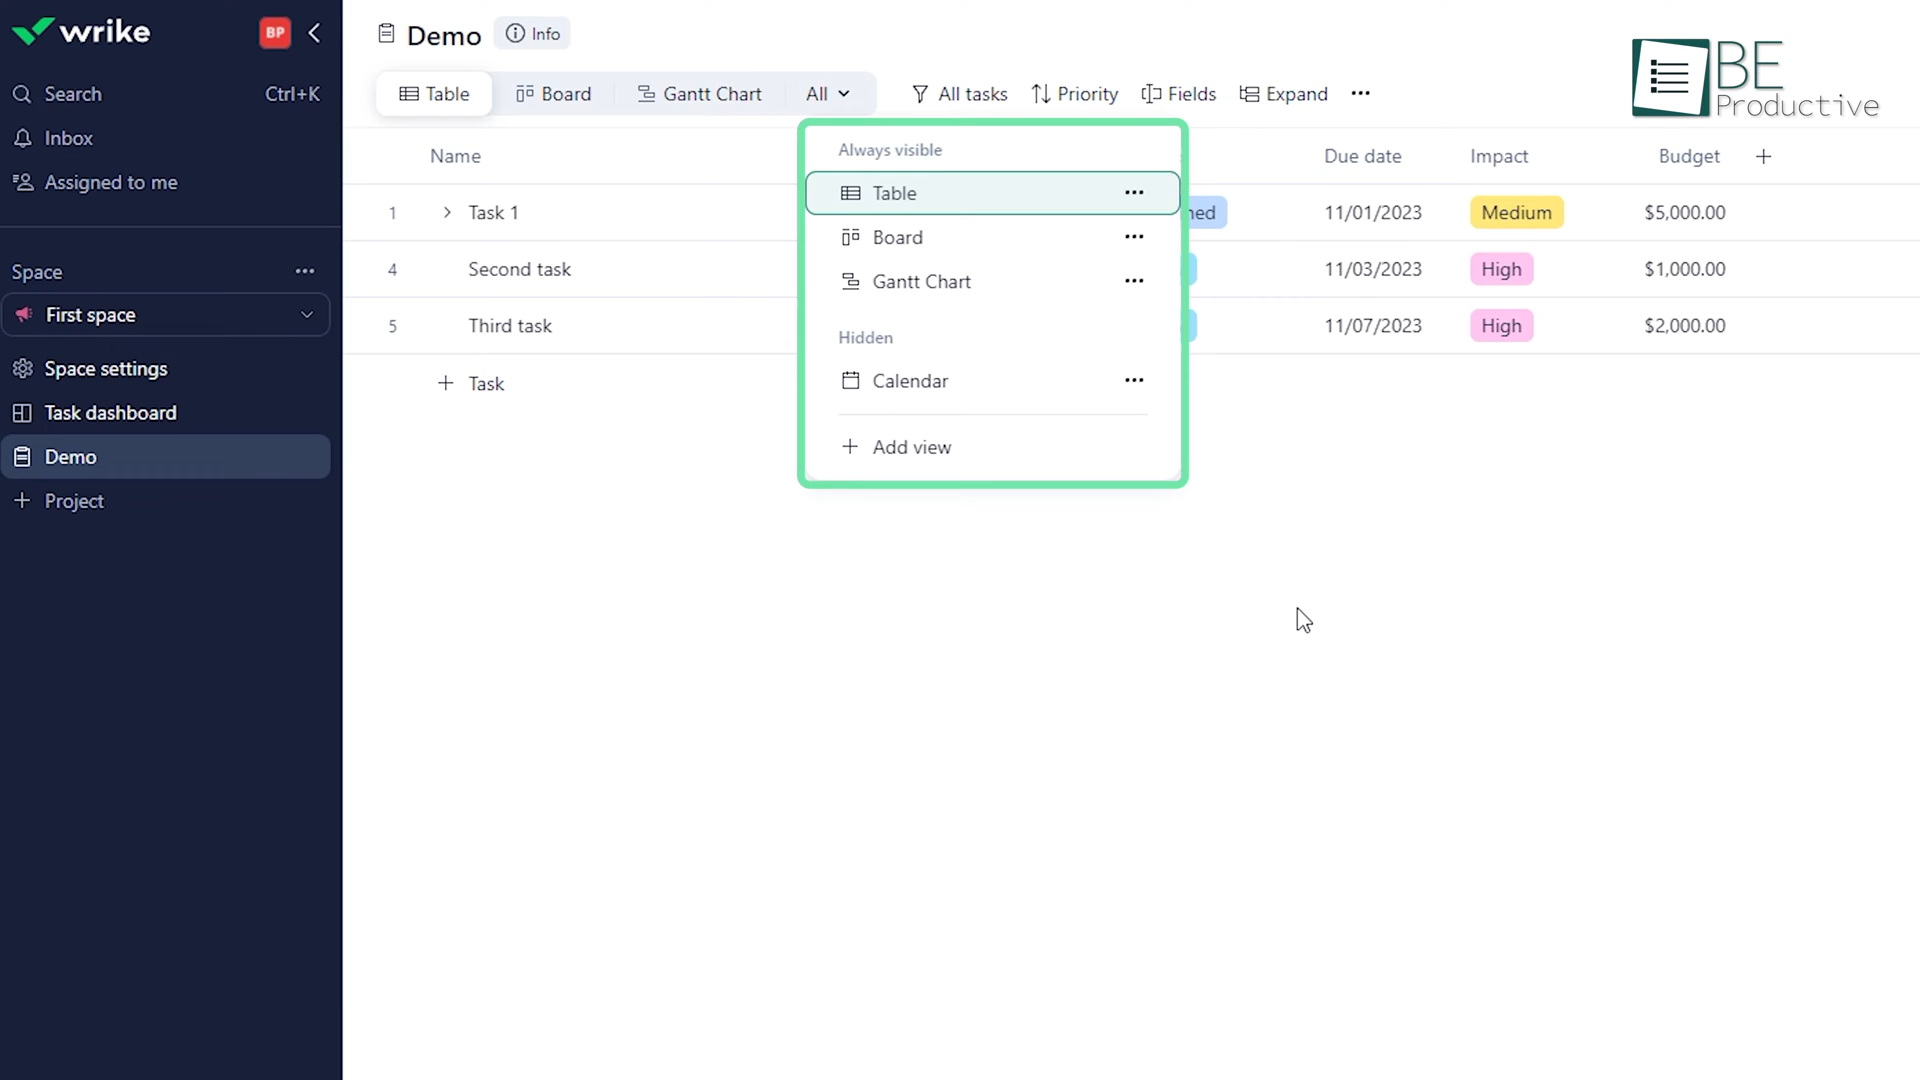 wrike
BP
Search Ctrl+K
Inbox
Assigned to me
Space
First space
Space settings
Task dashboard
Demo
Project
Demo Info
Table Board Gantt Chart All All tasks Priority Fields Expand
BE
Productive
Name Due date Impact Budget
1 Task 1 11/01/2023 Medium $5,000.00
4 Second task 11/03/2023 High $1,000.00
5 Third task 11/07/2023 High $2,000.00
Task
Always visible
Table
Board
Gantt Chart
Hidden
Calendar
Add view